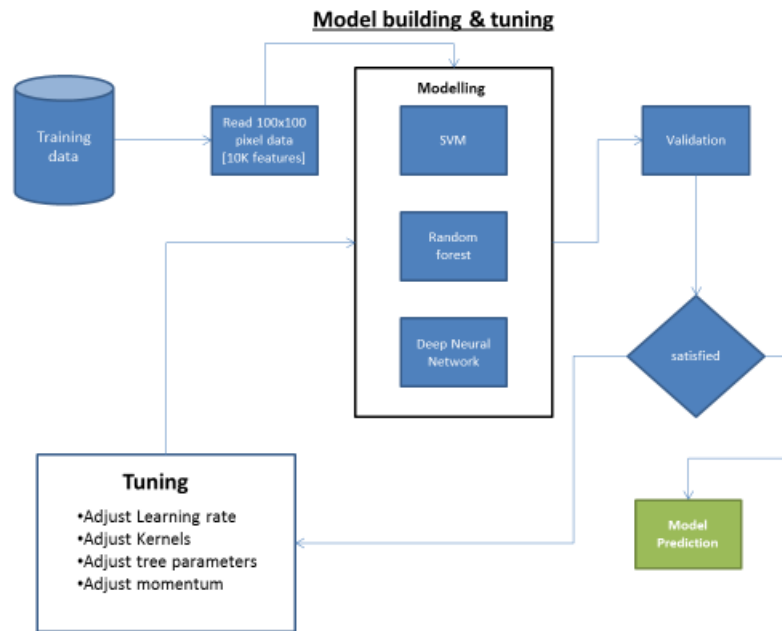 Model building & tuning
Training
data
Read 100x100
pixel data
[10K features]
Modelling
SVM
Random
forest
Deep Neural
Network
Validation
satisfied
Tuning
•Adjust Learning rate
•Adjust Kernels
•Adjust tree parameters
•Adjust momentum
Model
Prediction